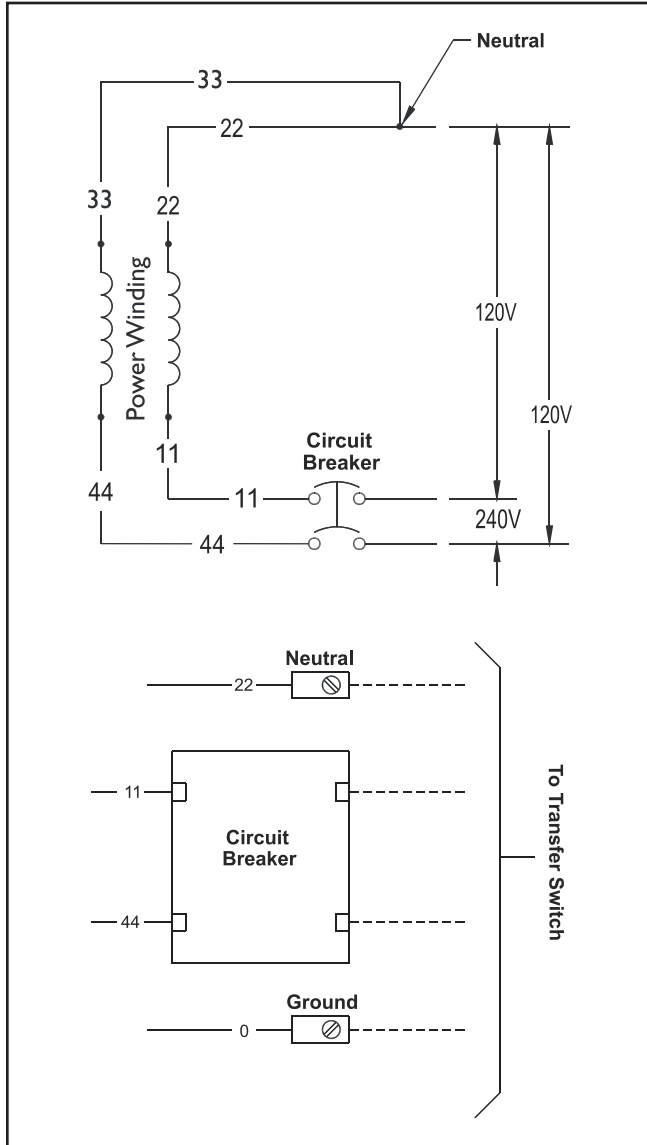 Neutral
33
22
33
22
Power Winding
120V
120V
Circuit
Breaker
11
44
11
240V
44
Neutral
22
11
Circuit
Breaker
44
To Transfer Switch
Ground
0